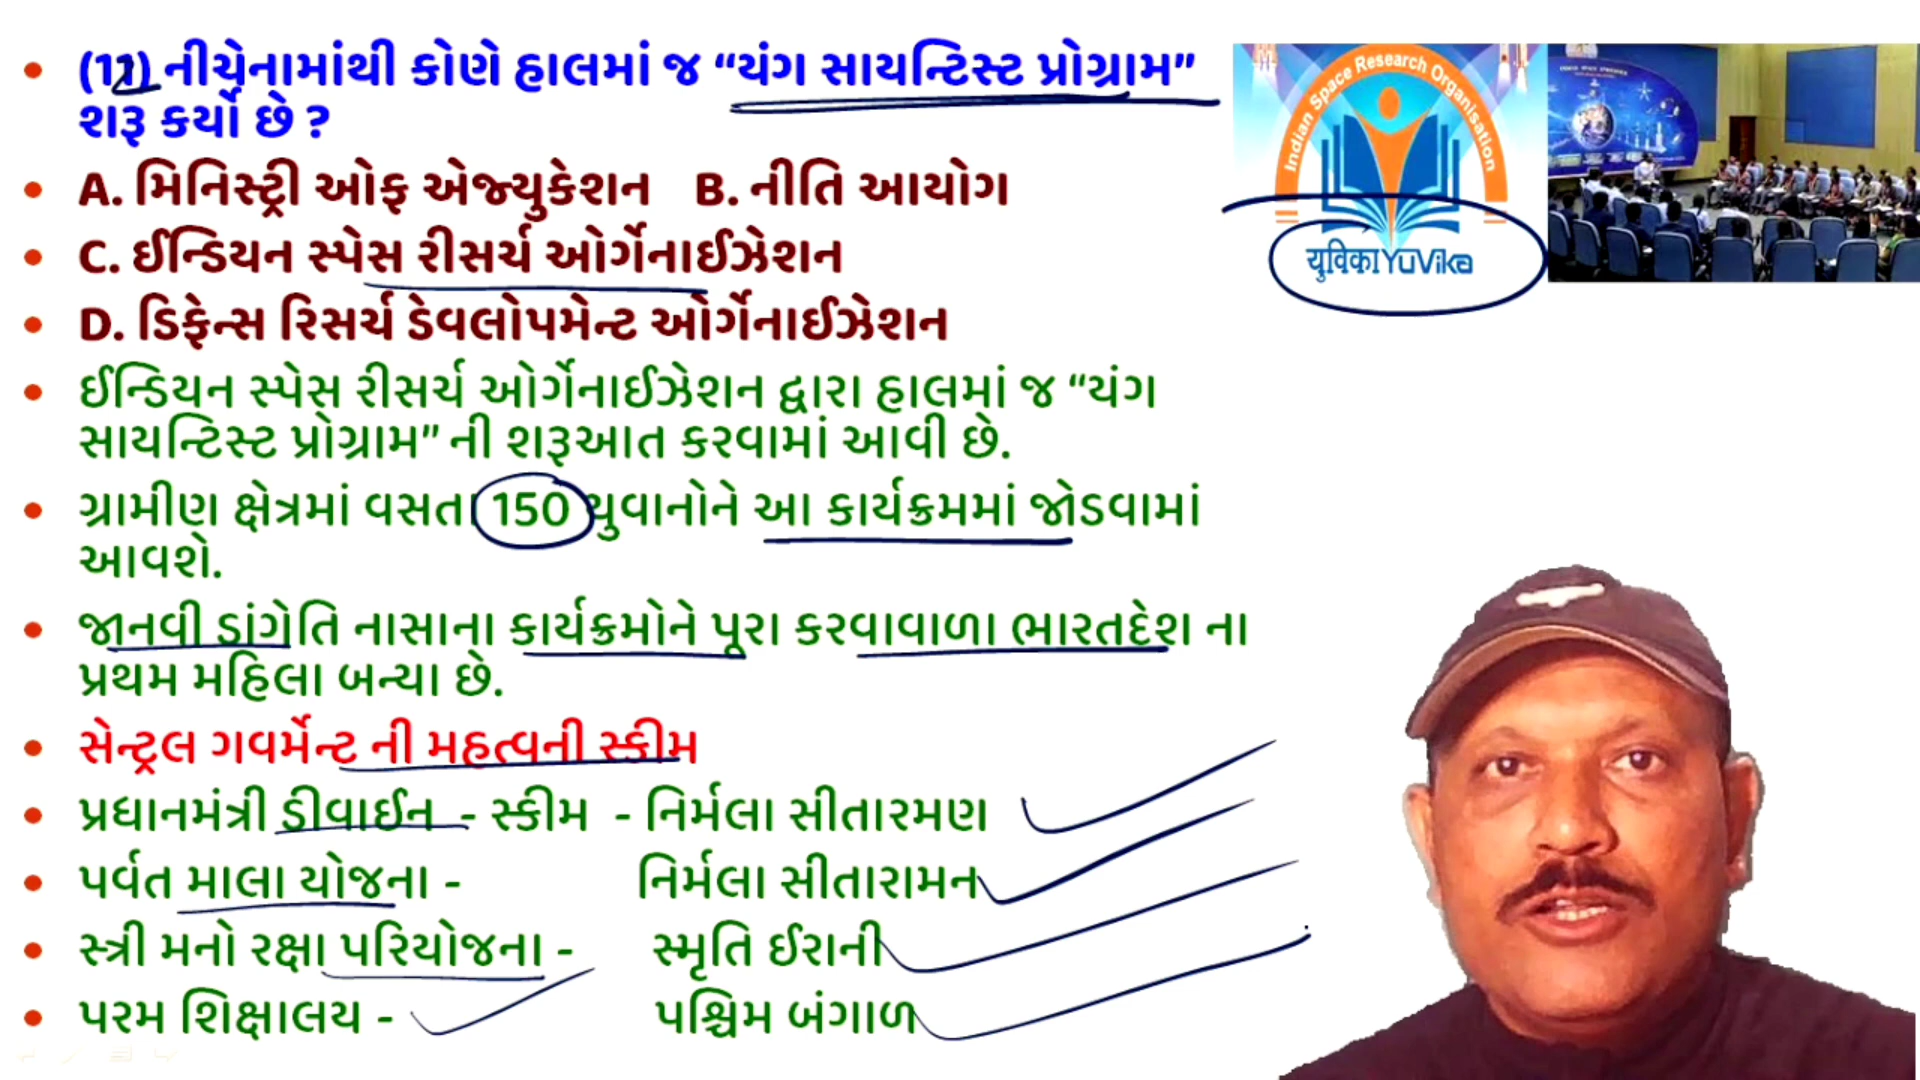 (11) નીચેનામાંથી કોણે હાલમાં જ “યંગ સાયન્ટિસ્ટ પ્રોગ્રામ”
શરૂ કર્યો છે ?
A. મિનિસ્ટ્રી ઓફ એજ્યુકેશન B. નીતિ આયોગ
C. ઈન્ડિયન સ્પેસ રીસર્ચ ઓર્ગેનાઈઝેશન
D. ડિફેન્સ રિસર્ચ ડેવલોપમેન્ટ ઓર્ગેનાઈઝેશન
ઈન્ડિયન સ્પેસ રીસર્ચ ઓર્ગેનાઈઝેશન દ્વારા હાલમાં જ “યંગ
સાયન્ટિસ્ટ પ્રોગ્રામ” ની શરૂઆત કરવામાં આવી છે.
ગ્રામીણ ક્ષેત્રમાં વસતા 150 યુવાનોને આ કાર્યક્રમમાં જોડવામાં
આવશે.
જાનવી ડાંગેતિ નાસાના કાર્યક્રમોને પૂરા કરવાવાળા ભારતદેશ ના
પ્રથમ મહિલા બન્યા છે.
સેન્ટ્રલ ગવર્મેન્ટ ની મહત્વની સ્કીમ
પ્રધાનમંત્રી ડીવાઈન - સ્કીમ - નિર્મલા સીતારમણ
પર્વત માલા યોજના - નિર્મલા સીતારામન
સ્ત્રી મનો રક્ષા પરિયોજના - સ્મૃતિ ઈરાની
પરમ શિક્ષાલય - પશ્ચિમ બંગાળ
Indian Space Research Organisation
युविका YUVika